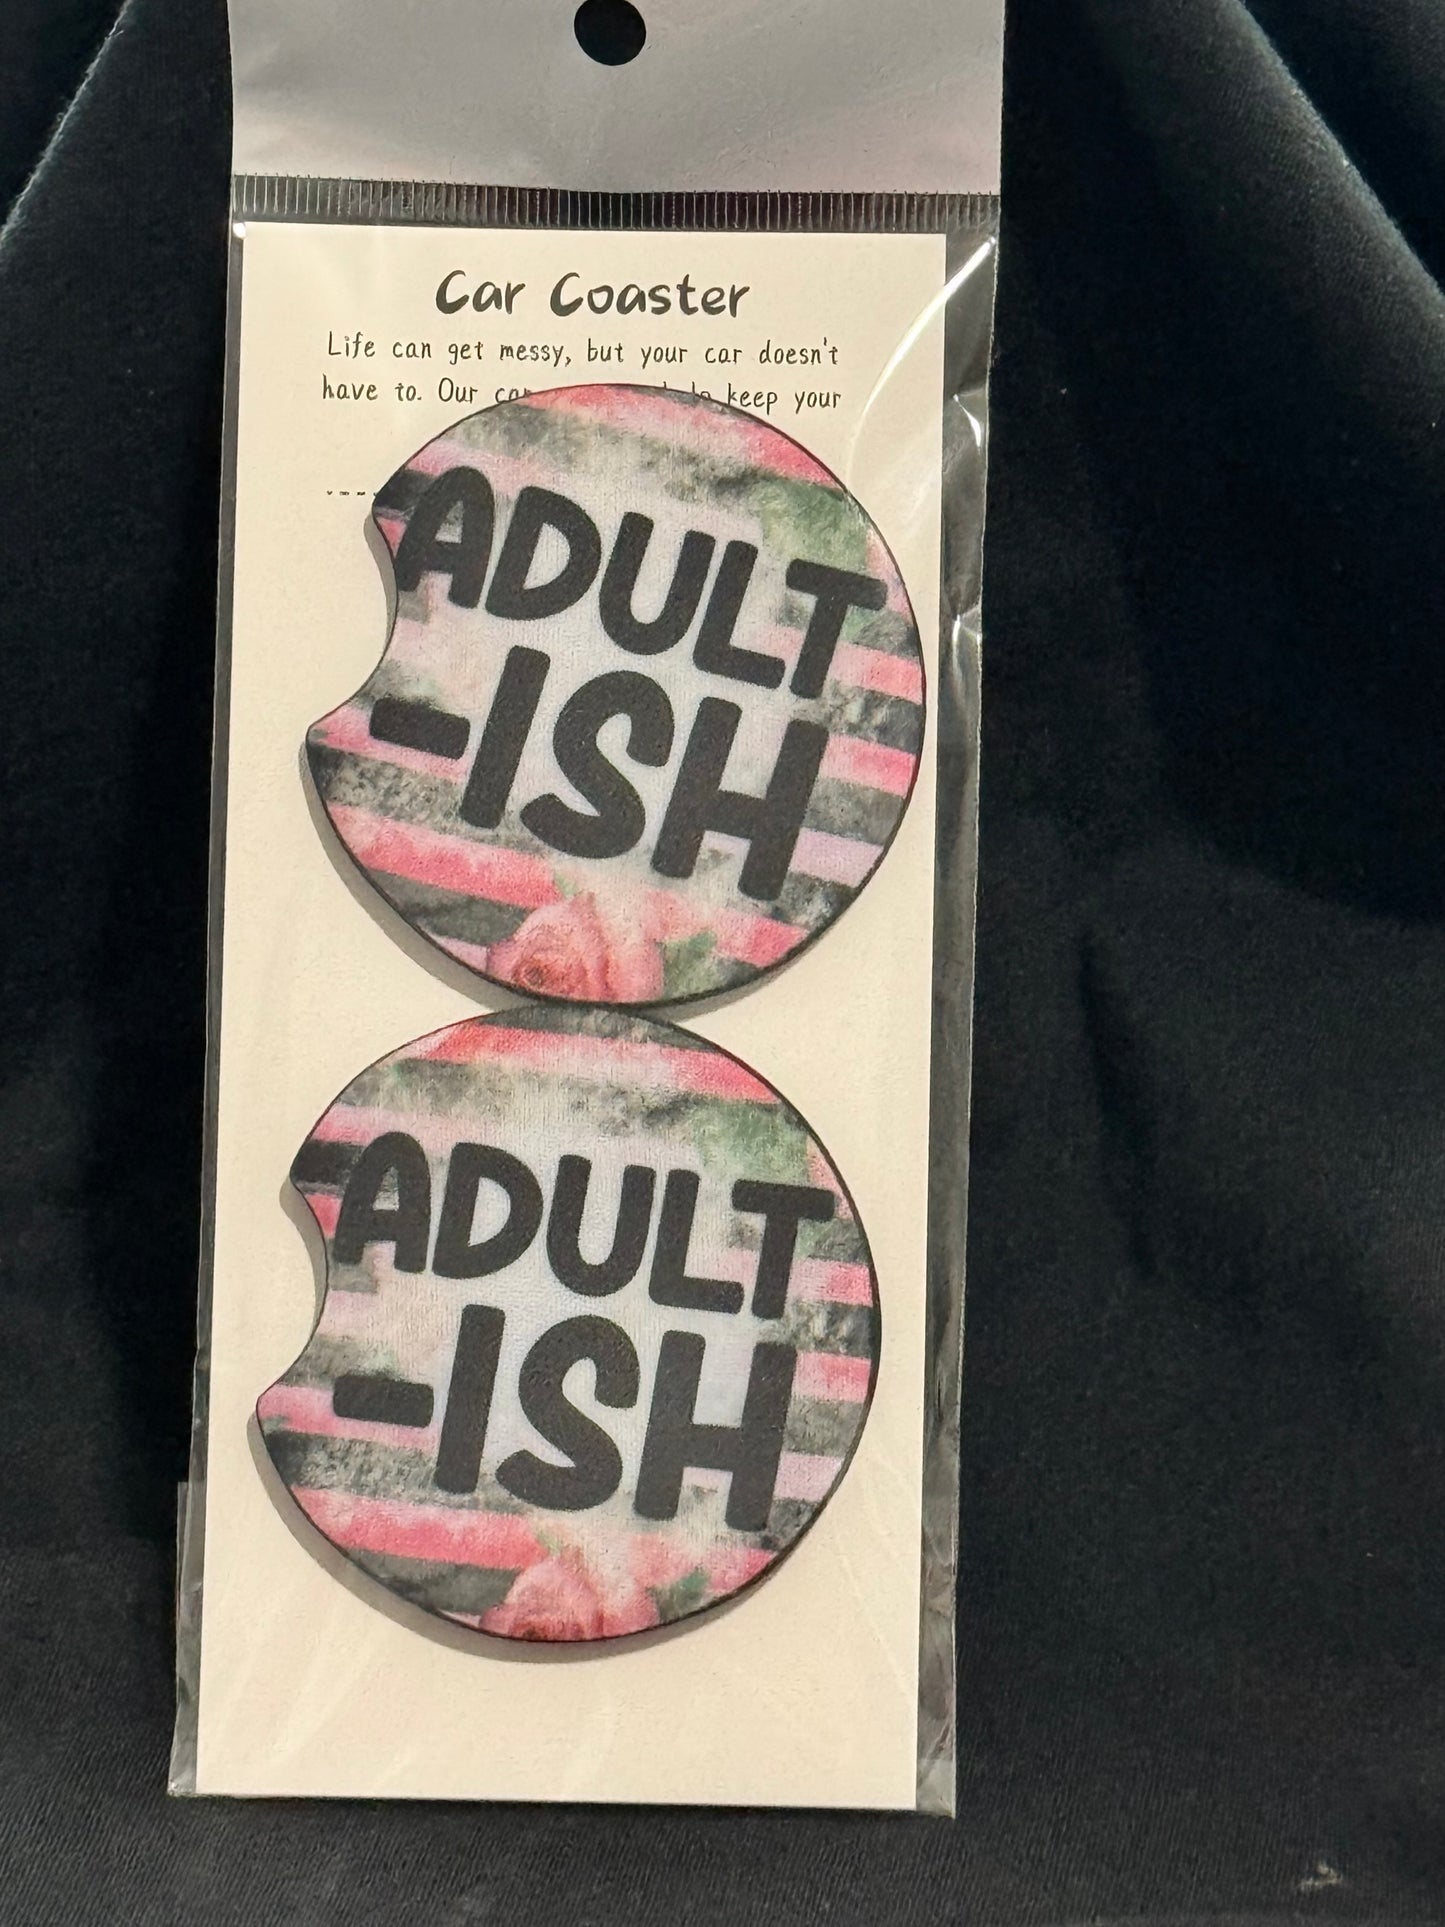 Car Coaster
Life can get messy, but your car doesn't
have to. Our keep your
ADULT
-ISH
ADULT
-ISH